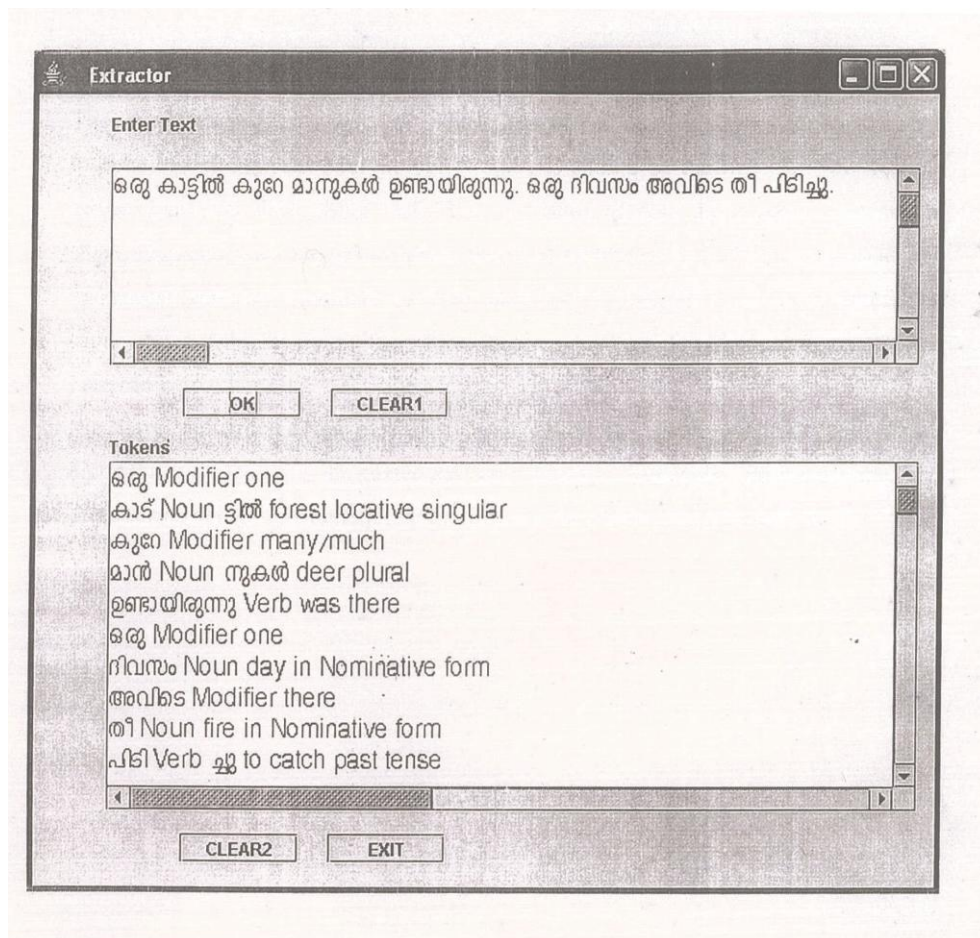 Extractor
Enter Text
ഒരു കാട്ടിൽ കുറേ മാനുകൾ ഉണ്ടായിരുന്നു. ഒരു ദിവസം അവിടെ തീ പിടിച്ചു.
OK CLEAR1
Tokens
ഒരു Modifier one
കാട് Noun ട്ടിൽ forest locative singular
കുറേ Modifier many/much
മാൻ Noun നുകൾ deer plural
ഉണ്ടായിരുന്നു Verb was there
ഒരു Modifier one
ദിവസം Noun day in Nominative form
അവിടെ Modifier there
തീ Noun fire in Nominative form
പിടി Verb ച്ചു to catch past tense
CLEAR2 EXIT